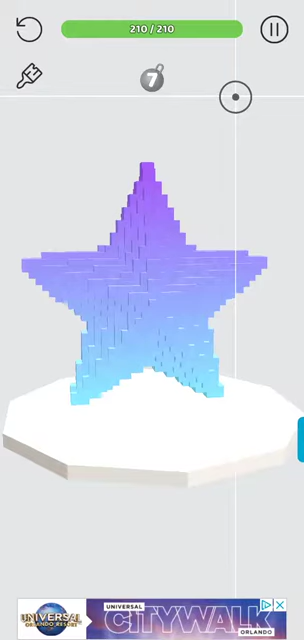 210 / 210
7
UNIVERSAL
ORLANDO RESORT
UNIVERSAL
CITYWALK
ORLANDO